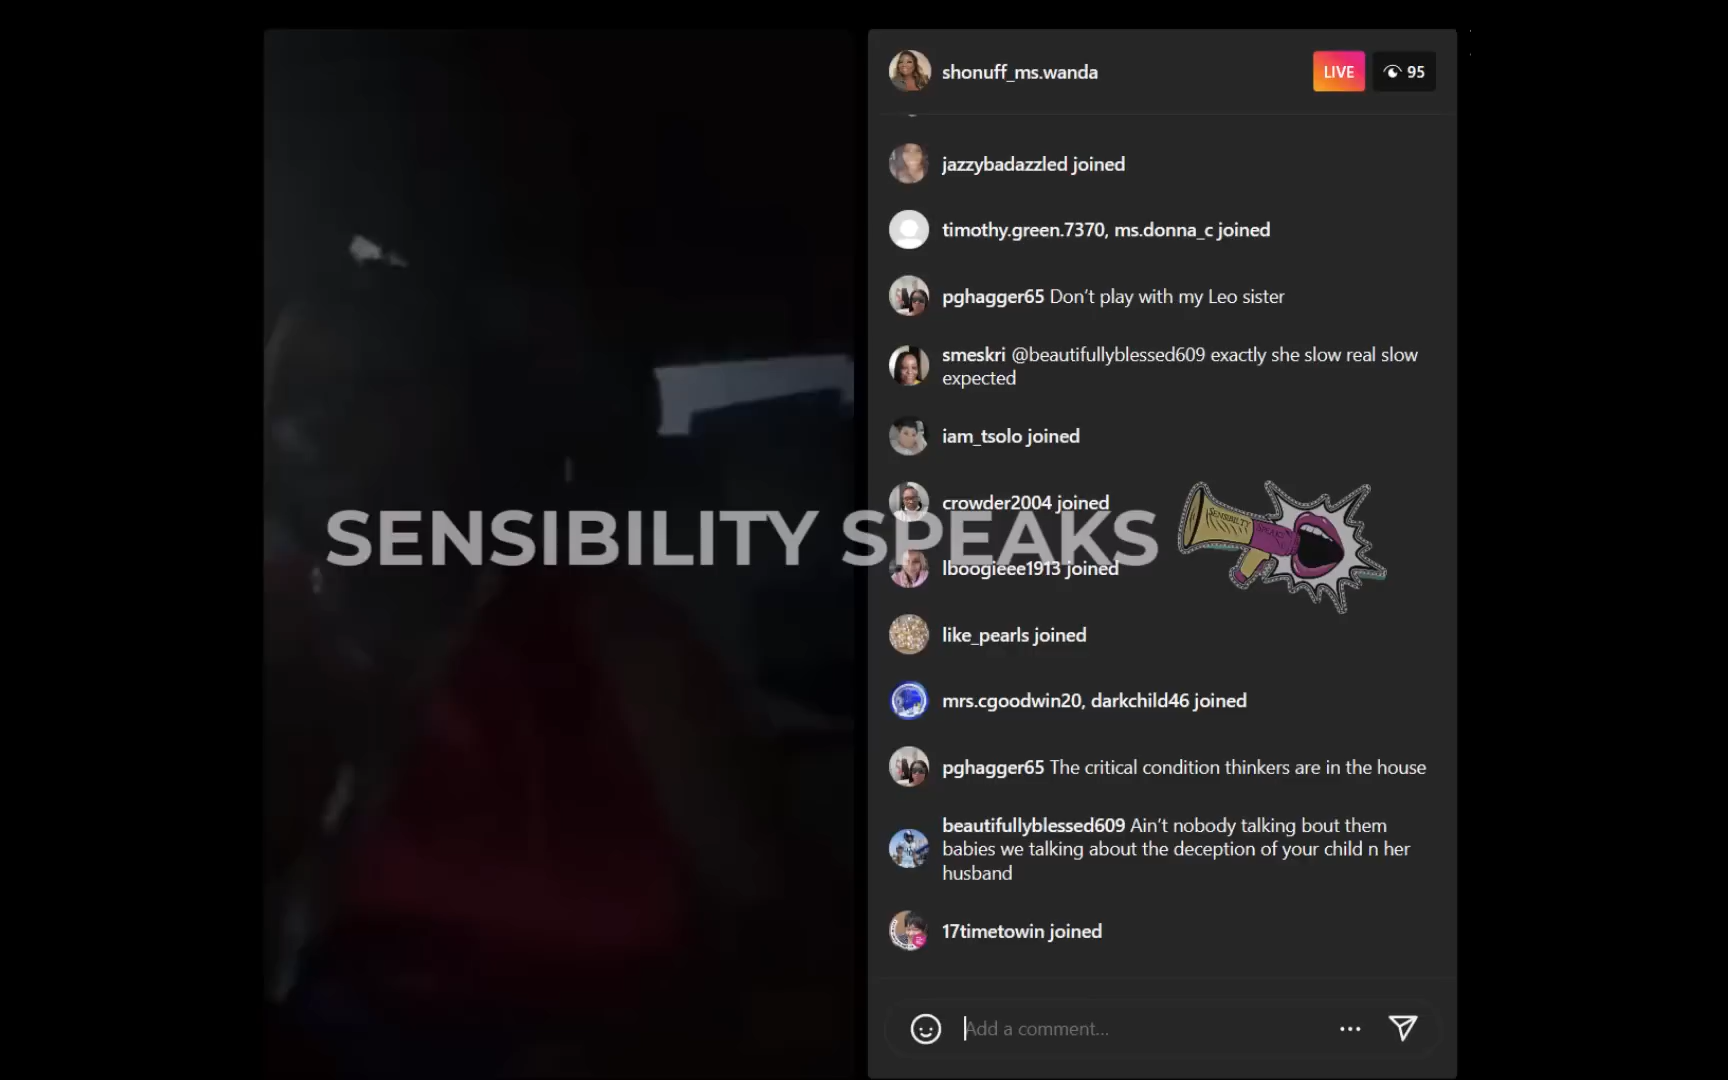 shonuff_ms.wanda
LIVE
95
jazzybadazzled joined
timothy.green.7370, ms.donna_c joined
pghagger65 Don’t play with my Leo sister
smeskri @beautifullyblessed609 exactly she slow real slow
expected
iam_tsolo joined
crowder2004 joined
SENSIBILITY SPEAKS
SENSIBILTY
SPEAKS
lboogieee1913 joined
like_pearls joined
mrs.cgoodwin20, darkchild46 joined
pghagger65 The critical condition thinkers are in the house
beautifullyblessed609 Ain’t nobody talking bout them
babies we talking about the deception of your child n her
husband
17timetowin joined
Add a comment...